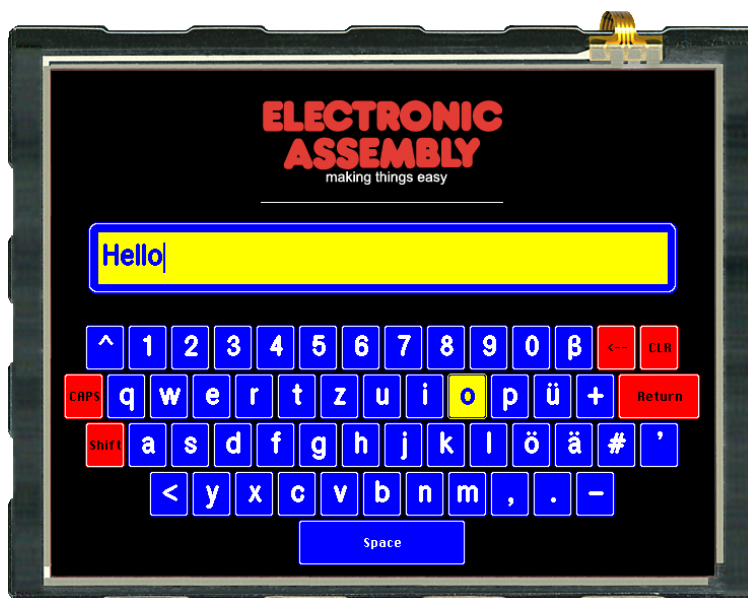 ELECTRONIC
ASSEMBLY
making things easy
Hello
^ 1 2 3 4 5 6 7 8 9 0 β <-- CLR
CAPS q w e r t z u i o p ü + Return
Shift a s d f g h j k l ö ä # '
< y x c v b n m , . -
Space